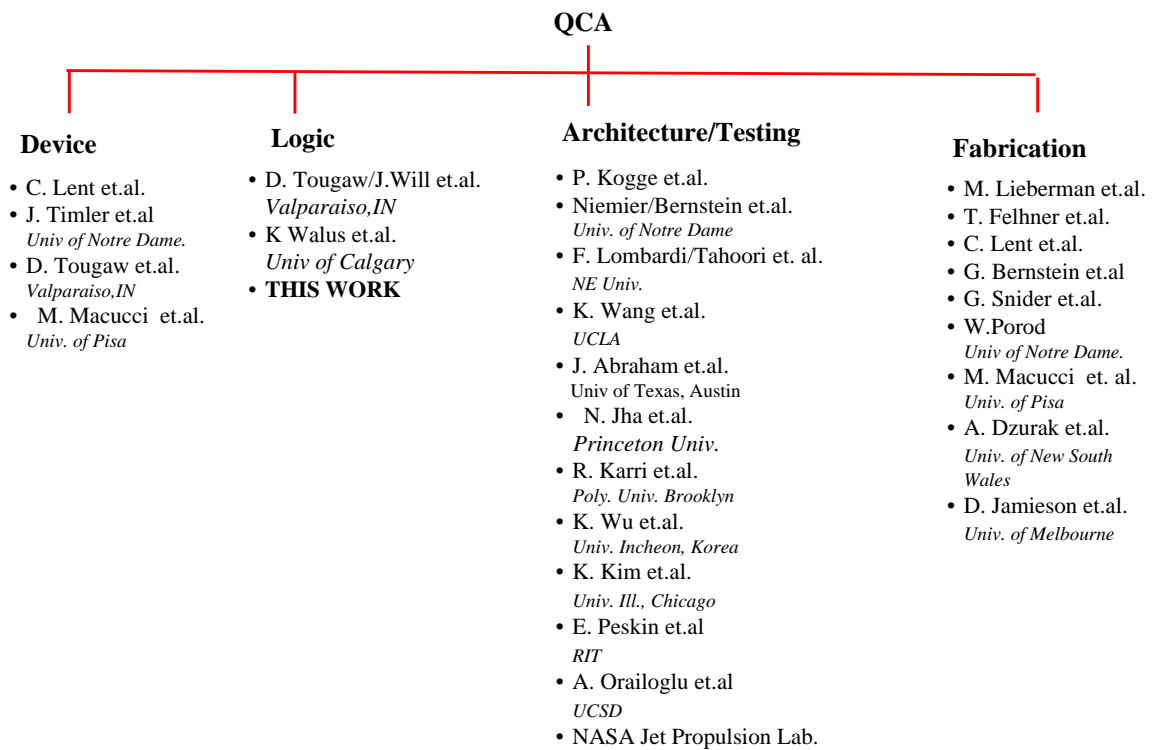 QCA
Device
• C. Lent et.al.
• J. Timler et.al
Univ of Notre Dame.
• D. Tougaw et.al.
Valparaiso,IN
• M. Macucci et.al.
Univ. of Pisa
Logic
• D. Tougaw/J.Will et.al.
Valparaiso,IN
• K Walus et.al.
Univ of Calgary
• THIS WORK
Architecture/Testing
• P. Kogge et.al.
• Niemier/Bernstein et.al.
Univ. of Notre Dame
• F. Lombardi/Tahoori et. al.
NE Univ.
• K. Wang et.al.
UCLA
• J. Abraham et.al.
Univ of Texas, Austin
• N. Jha et.al.
Princeton Univ.
• R. Karri et.al.
Poly. Univ. Brooklyn
• K. Wu et.al.
Univ. Incheon, Korea
• K. Kim et.al.
Univ. Ill., Chicago
• E. Peskin et.al
RIT
• A. Orailoglu et.al
UCSD
• NASA Jet Propulsion Lab.
Fabrication
• M. Lieberman et.al.
• T. Felhner et.al.
• C. Lent et.al.
• G. Bernstein et.al
• G. Snider et.al.
• W.Porod
Univ of Notre Dame.
• M. Macucci et. al.
Univ. of Pisa
• A. Dzurak et.al.
Univ. of New South
Wales
• D. Jamieson et.al.
Univ. of Melbourne